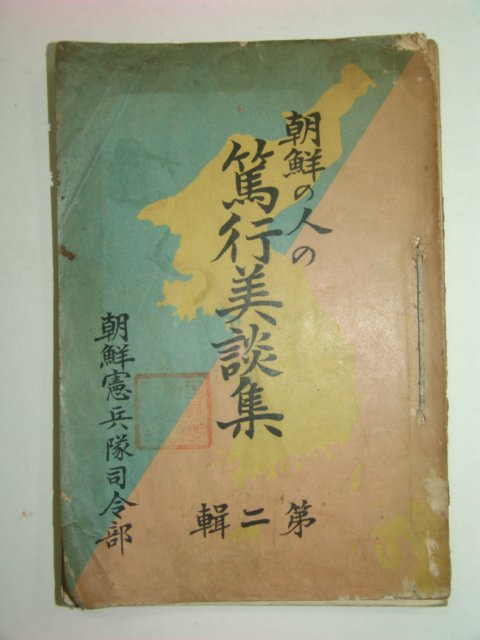 朝鮮の人の
篤行美談集
第二輯
朝鮮憲兵隊司令部